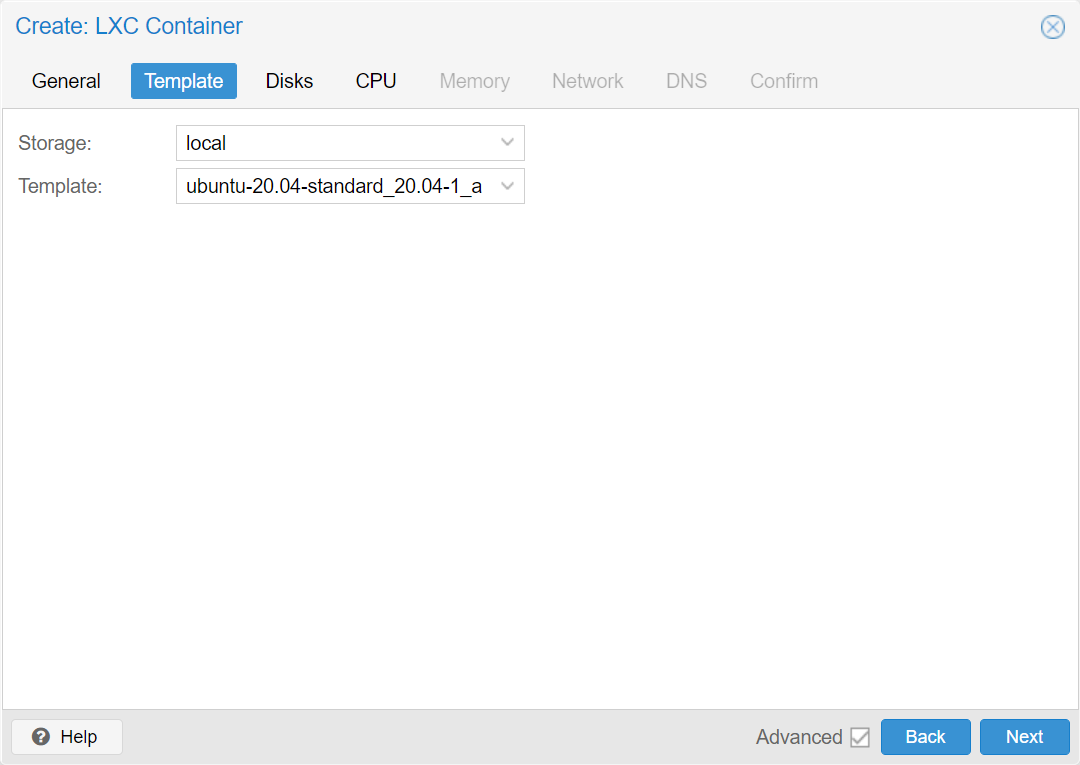 Create: LXC Container
General Template Disks CPU Memory Network DNS Confirm
Storage: local
Template: ubuntu-20.04-standard_20.04-1_a
Help Advanced Back Next